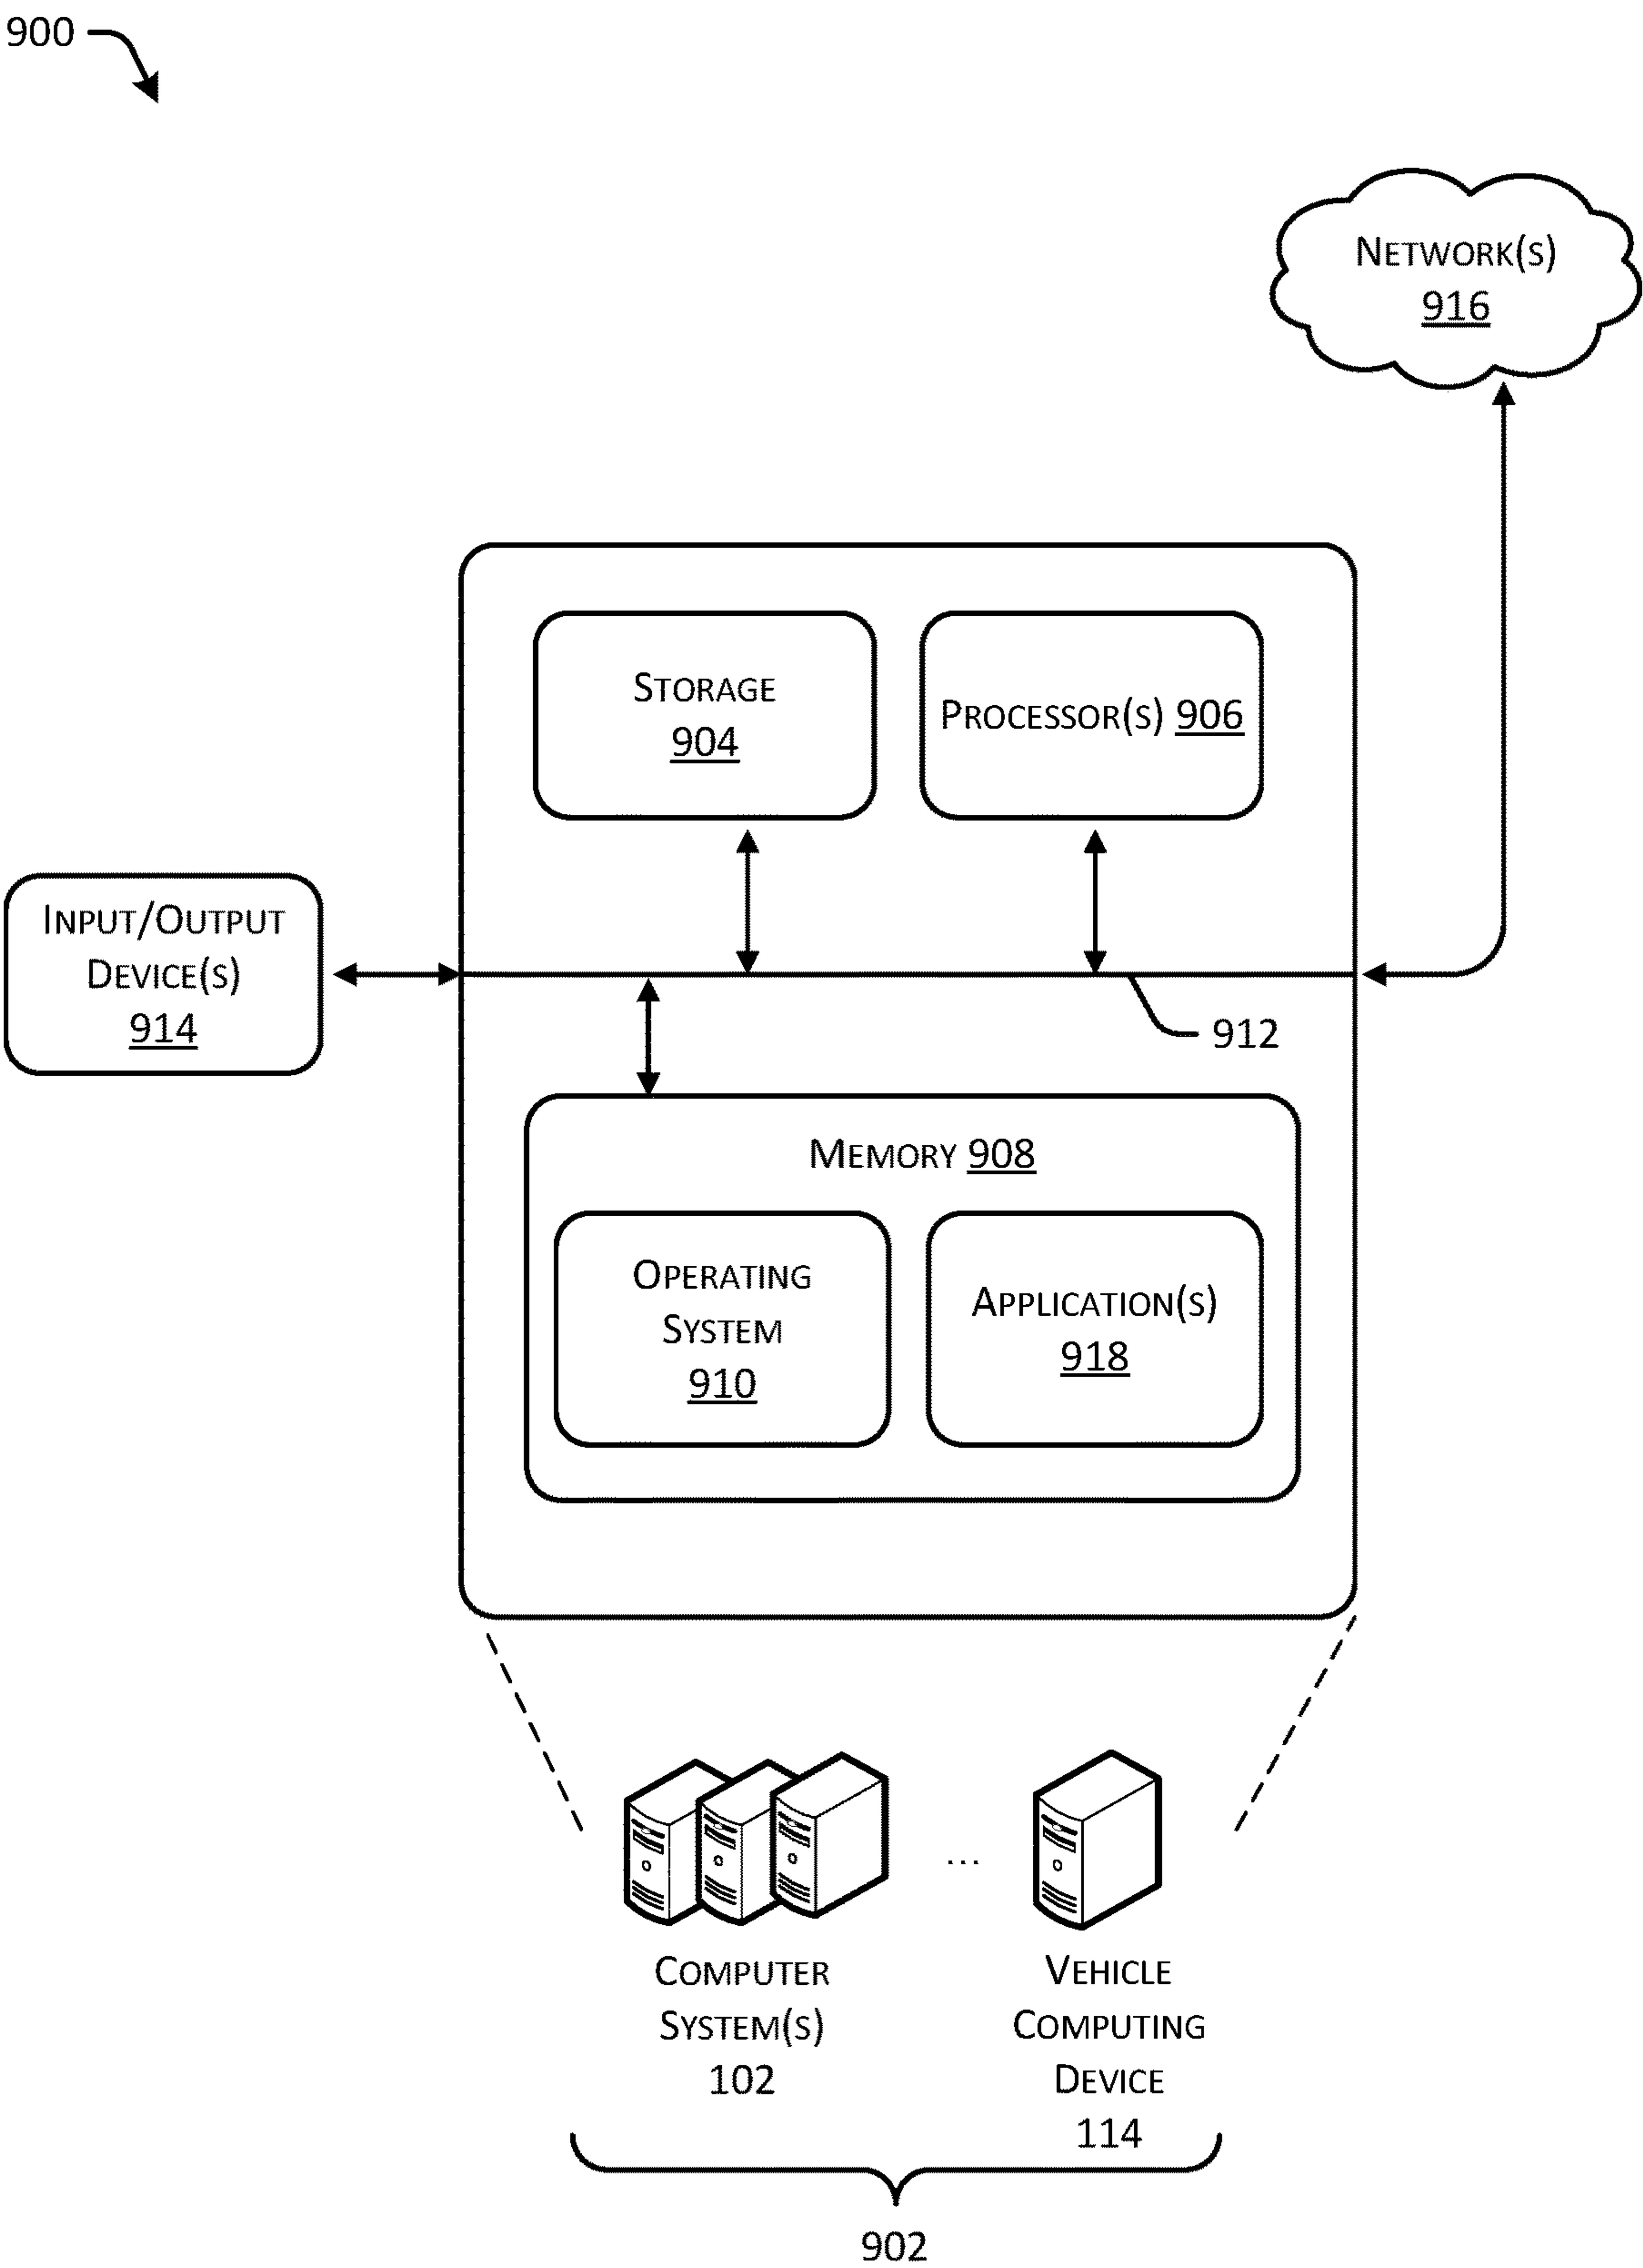 900
NETWORK(S)
916
STORAGE
904
PROCESSOR(S) 906
INPUT/OUTPUT
DEVICE(S)
914
912
MEMORY 908
OPERATING
SYSTEM
910
APPLICATION(S)
918
...
COMPUTER
SYSTEM(S)
102
VEHICLE
COMPUTING
DEVICE
114
902